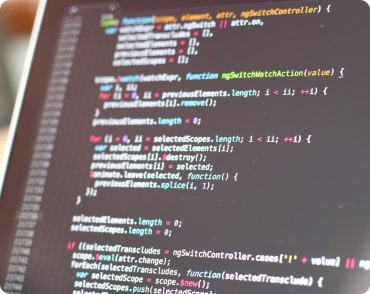 function(scope, element, attr, ngSwitchController) {
var watchExpr = attr.ngSwitch || attr.on,
selectedTranscludes = [],
selectedElements = [],
previousElements = [],
selectedScopes = [];
scope.$watch(watchExpr, function ngSwitchWatchAction(value) {
var i, ii;
for (i = 0, ii = previousElements.length; i < ii; ++i) {
previousElements[i].remove();
}
previousElements.length = 0;
for (i = 0, ii = selectedScopes.length; i < ii; ++i) {
var selected = selectedElements[i];
selectedScopes[i].$destroy();
previousElements[i] = selected;
$animate.leave(selected, function() {
previousElements.splice(i, 1);
});
}
selectedElements.length = 0;
selectedScopes.length = 0;
if ((selectedTranscludes = ngSwitchController.cases['!' + value] || ng
scope.$eval(attr.change);
forEach(selectedTranscludes, function(selectedTransclude) {
var selectedScope = scope.$new();
selectedScopes.push(selectedScope